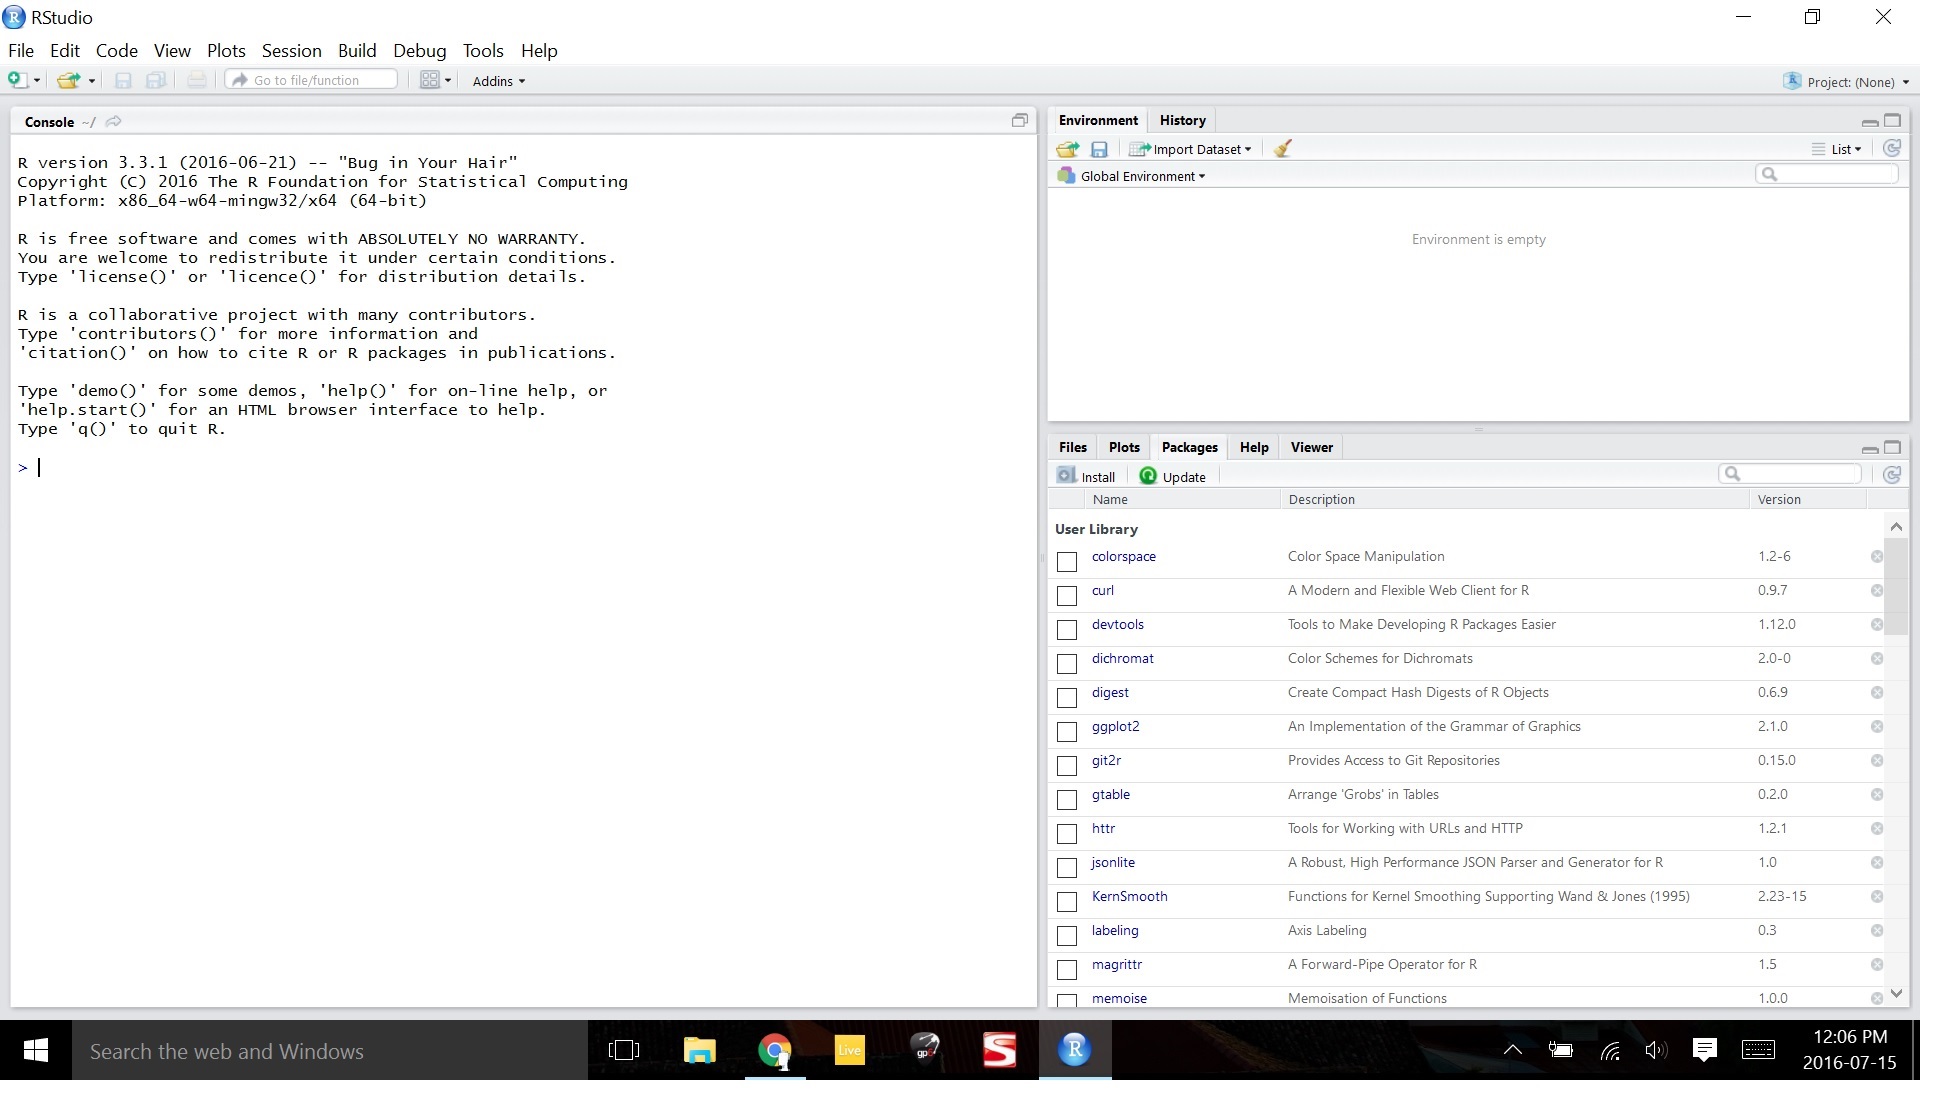 RStudio
File Edit Code View Plots Session Build Debug Tools Help
Go to file/function Addins Project: (None)
Console ~/
R version 3.3.1 (2016-06-21) -- "Bug in Your Hair"
Copyright (C) 2016 The R Foundation for Statistical Computing
Platform: x86_64-w64-mingw32/x64 (64-bit)
R is free software and comes with ABSOLUTELY NO WARRANTY.
You are welcome to redistribute it under certain conditions.
Type 'license()' or 'licence()' for distribution details.
R is a collaborative project with many contributors.
Type 'contributors()' for more information and
'citation()' on how to cite R or R packages in publications.
Type 'demo()' for some demos, 'help()' for on-line help, or
'help.start()' for an HTML browser interface to help.
Type 'q()' to quit R.
>
Environment History
Import Dataset List
Global Environment
Environment is empty
Files Plots Packages Help Viewer
Install Update
Name Description Version
User Library
colorspace Color Space Manipulation 1.2-6
curl A Modern and Flexible Web Client for R 0.9.7
devtools Tools to Make Developing R Packages Easier 1.12.0
dichromat Color Schemes for Dichromats 2.0-0
digest Create Compact Hash Digests of R Objects 0.6.9
ggplot2 An Implementation of the Grammar of Graphics 2.1.0
git2r Provides Access to Git Repositories 0.15.0
gtable Arrange 'Grobs' in Tables 0.2.0
httr Tools for Working with URLs and HTTP 1.2.1
jsonlite A Robust, High Performance JSON Parser and Generator for R 1.0
KernSmooth Functions for Kernel Smoothing Supporting Wand & Jones (1995) 2.23-15
labeling Axis Labeling 0.3
magrittr A Forward-Pipe Operator for R 1.5
memoise Memoisation of Functions 1.0.0
Search the web and Windows
Live
gp6
S
R
12:06 PM
2016-07-15